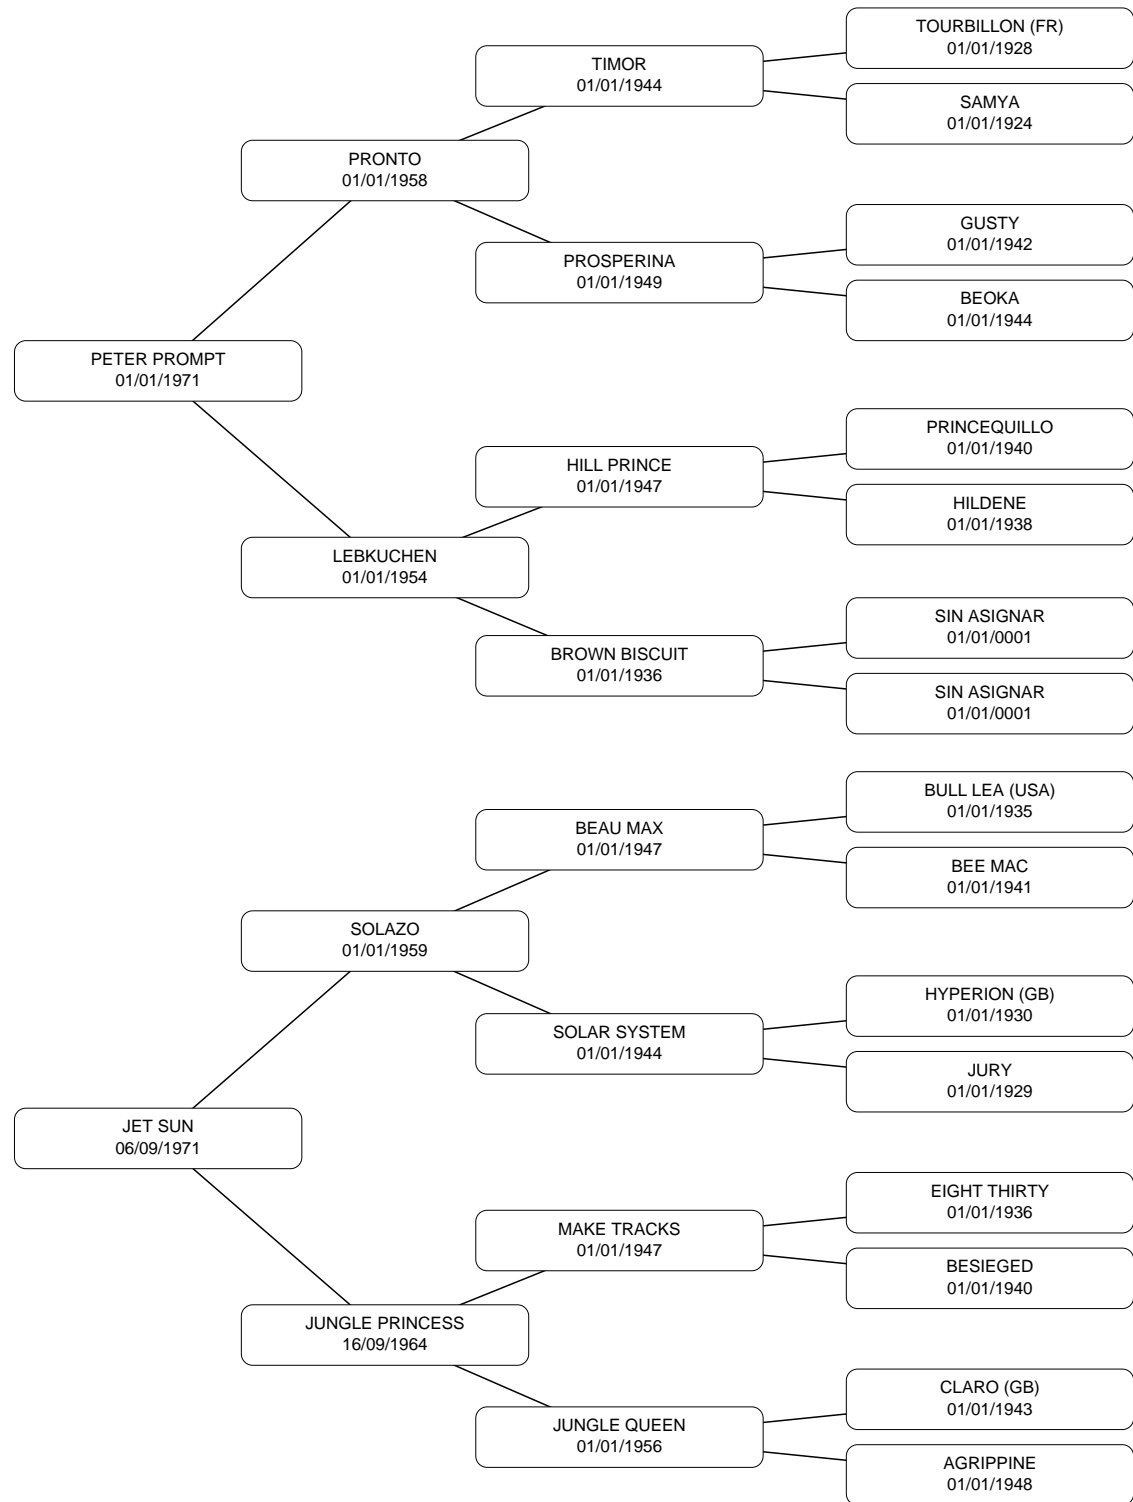 TOURBILLON (FR)
01/01/1928
TIMOR
01/01/1944
SAMYA
01/01/1924
PRONTO
01/01/1958
GUSTY
01/01/1942
PROSPERINA
01/01/1949
BEOKA
01/01/1944
PETER PROMPT
01/01/1971
PRINCEQUILLO
01/01/1940
HILL PRINCE
01/01/1947
HILDENE
01/01/1938
LEBKUCHEN
01/01/1954
SIN ASIGNAR
01/01/0001
BROWN BISCUIT
01/01/1936
SIN ASIGNAR
01/01/0001
BULL LEA (USA)
01/01/1935
BEAU MAX
01/01/1947
BEE MAC
01/01/1941
SOLAZO
01/01/1959
HYPERION (GB)
01/01/1930
SOLAR SYSTEM
01/01/1944
JURY
01/01/1929
JET SUN
06/09/1971
EIGHT THIRTY
01/01/1936
MAKE TRACKS
01/01/1947
BESIEGED
01/01/1940
JUNGLE PRINCESS
16/09/1964
CLARO (GB)
01/01/1943
JUNGLE QUEEN
01/01/1956
AGRIPPINE
01/01/1948